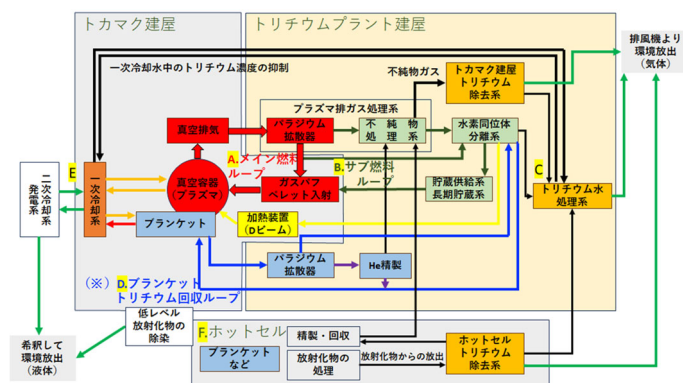 トカマク建屋
トリチウムプラント建屋
排風機より
環境放出
(気体)
一次冷却水中のトリチウム濃度の抑制
不純物ガス
トカマク建屋
トリチウム
除去系
プラズマ排ガス処理系
真空排気
パラジウム
拡散器
不純物
処理系
水素同位体
分離系
A.メイン燃料
ループ
B.サブ燃料
ループ
C
E
二次冷却系
発電系
一次冷却系
真空容器
(プラズマ)
ガスパフ
ペレット入射
貯蔵供給系
長期貯蔵系
トリチウム水
処理系
ブランケット
加熱装置
(Dビーム)
パラジウム
拡散器
He精製
(※)D.ブランケット
トリチウム回収ループ
低レベル
放射化物の
除染
F.ホットセル
精製・回収
ホットセル
トリチウム
除去系
希釈して
環境放出
(液体)
ブランケット
など
放射化物の
処理
放射化物からの放出